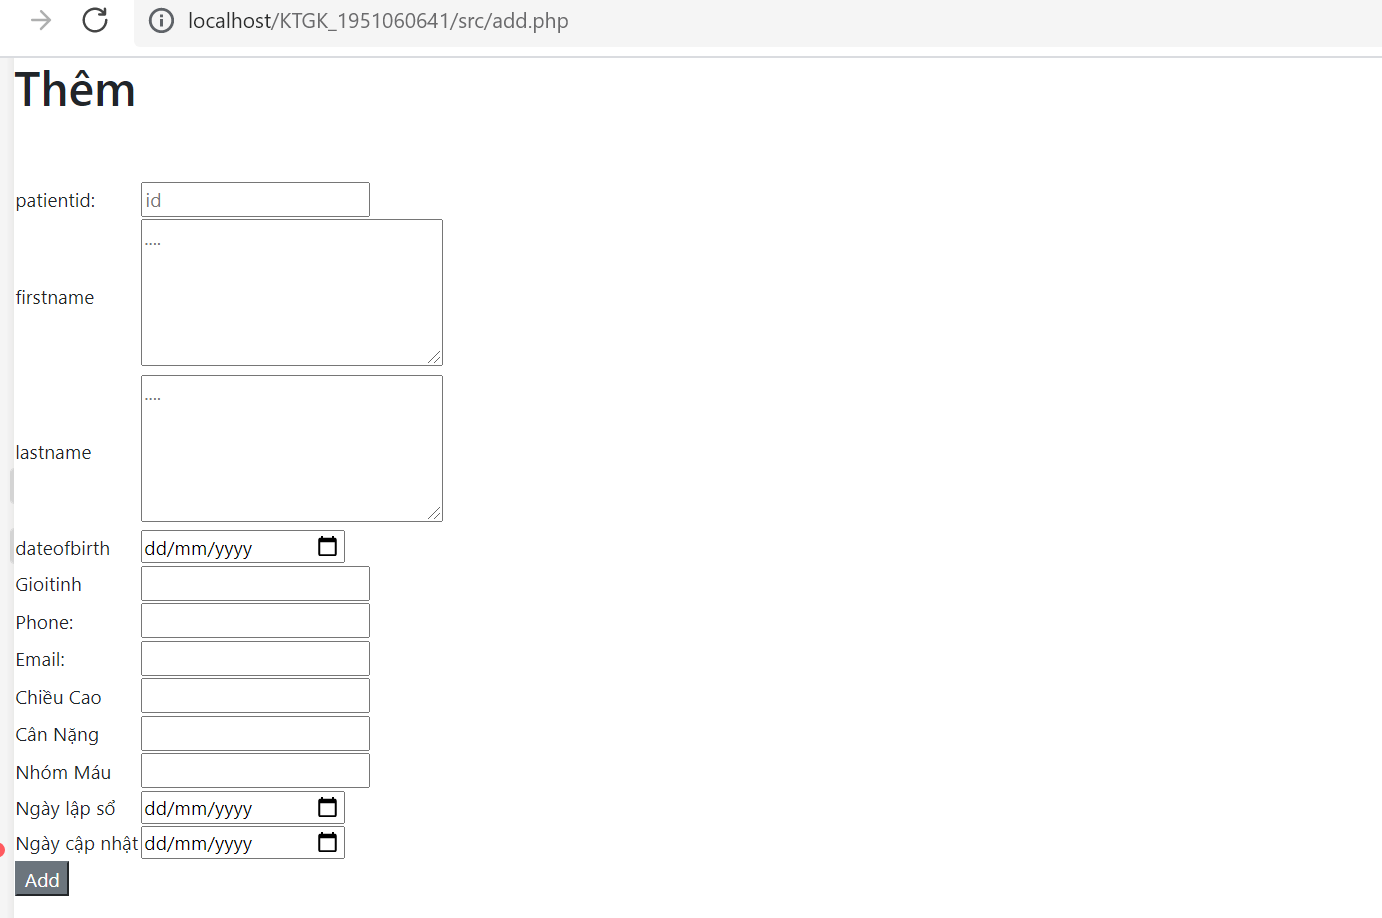 localhost/KTGK_1951060641/src/add.php
Thêm
patientid: id
firstname ....
lastname ....
dateofbirth dd/mm/yyyy
Gioitinh
Phone:
Email:
Chiều Cao
Cân Nặng
Nhóm Máu
Ngày lập sổ dd/mm/yyyy
Ngày cập nhật dd/mm/yyyy
Add